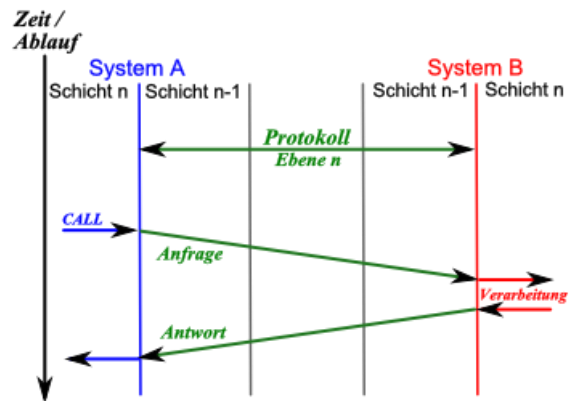 Zeit /
Ablauf
System A
System B
Schicht n
Schicht n-1
Schicht n-1
Schicht n
Protokoll
Ebene n
CALL
Anfrage
Verarbeitung
Antwort